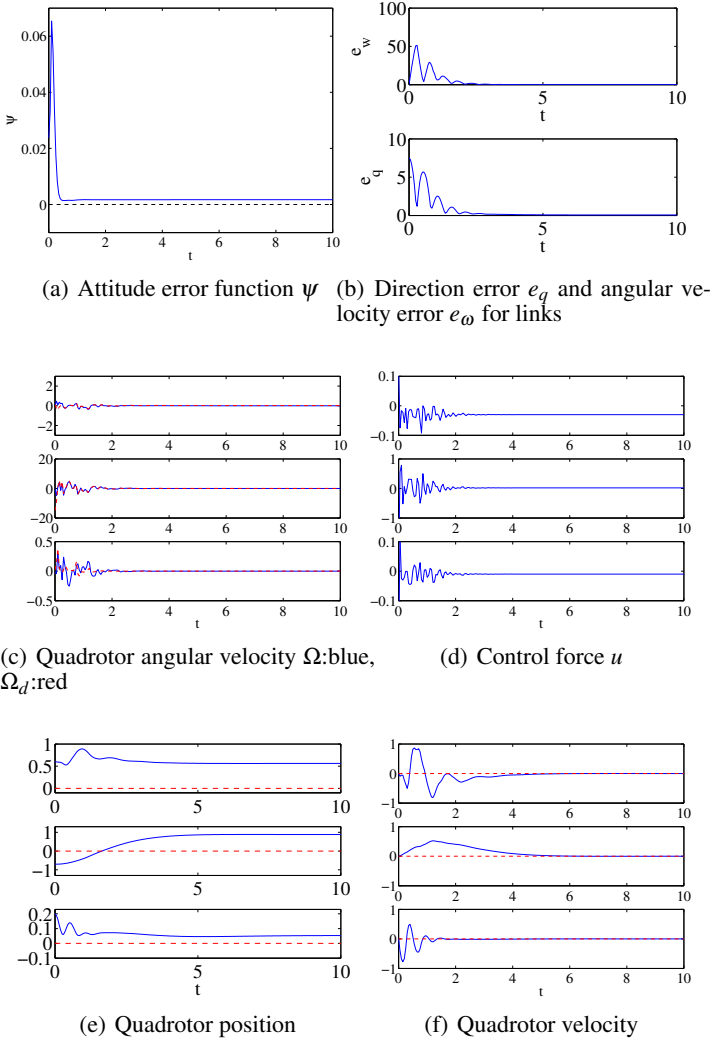 0.06
0.04
0.02
0
ψ
0 2 4 6 8 10
t
100
50
0
e_w
0 5 10
t
10
5
0
e_q
0 5 10
t
(a) Attitude error function ψ
(b) Direction error e_q and angular ve-
locity error e_ω for links
2
0
−2
0 2 4 6 8 10
20
0
−20
0 2 4 6 8 10
0.5
0
−0.5
0 2 4 6 8 10
t
0.1
0
−0.1
0 2 4 6 8 10
1
0
−1
0 2 4 6 8 10
0.1
0
−0.1
0 2 4 6 8 10
t
(c) Quadrotor angular velocity Ω:blue,
Ω_d:red
(d) Control force u
1
0.5
0
0 5 10
1
0
−1
0 5 10
0.2
0.1
0
−0.1
0 5 10
t
1
0
−1
0 2 4 6 8 10
1
0
−1
0 2 4 6 8 10
1
0
−1
0 2 4 6 8 10
t
(e) Quadrotor position
(f) Quadrotor velocity